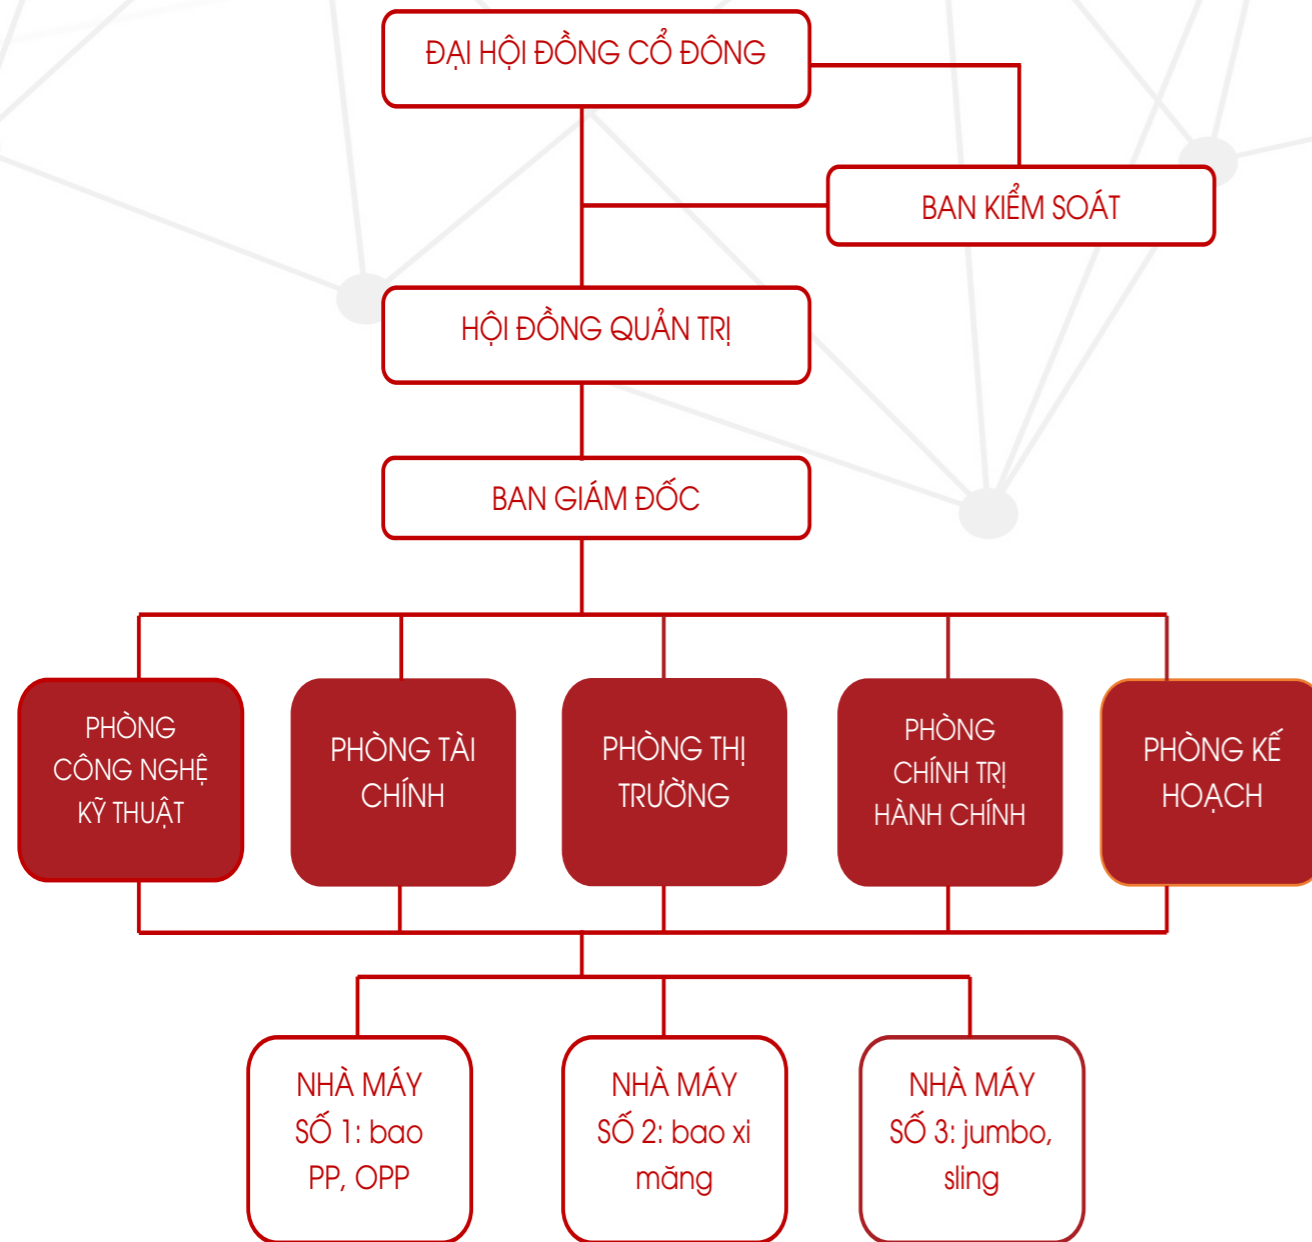 ĐẠI HỘI ĐỒNG CỔ ĐÔNG
BAN KIỂM SOÁT
HỘI ĐỒNG QUẢN TRỊ
BAN GIÁM ĐỐC
PHÒNG
CÔNG NGHỆ
KỸ THUẬT
PHÒNG TÀI
CHÍNH
PHÒNG THỊ
TRƯỜNG
PHÒNG
CHÍNH TRỊ
HÀNH CHÍNH
PHÒNG KẾ
HOẠCH
NHÀ MÁY
SỐ 1: bao
PP, OPP
NHÀ MÁY
SỐ 2: bao xi
măng
NHÀ MÁY
SỐ 3: jumbo,
sling